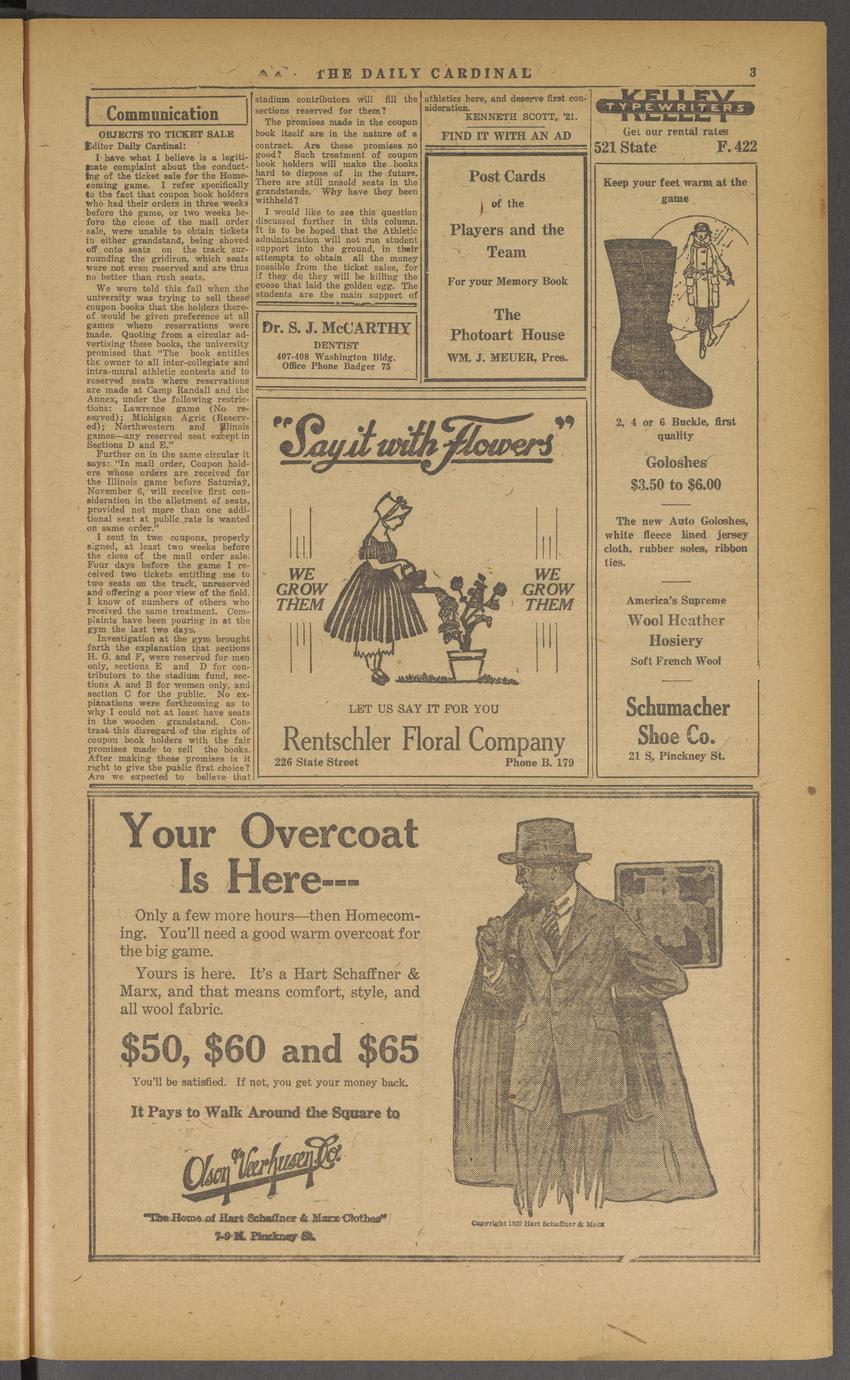 THE DAILY CARDINAL
3
Communication
OBJECTS TO TICKET SALE
Editor Daily Cardinal:
I have what I believe is a legiti-
mate complaint about the conduct-
ing of the ticket sale for the Home-
coming game. I refer specifically
to the fact that coupon book holders
who had their orders in three weeks
before the game, or two weeks be-
fore the close of the mail order
sale, were unable to obtain tickets
in either grandstand, being shoved
off onto seats on the track sur-
rounding the gridiron, which seats
were not even reserved and are thus
no better than rush seats.
We were told this fall when the
university was trying to sell these
coupon books that the holders there-
of would be given preference at all
games where reservations were
made. Quoting from a circular ad-
vertising these books, the university
promised that "The book entitles
the owner to all inter-collegiate and
intra-mural athletic contests and to
reserved seats where reservations
are made at Camp Randall and the
Annex, under the following restric-
tions: Lawrence game (No re-
served); Michigan Agric (Reserv-
ed); Northwestern and Illinois
games—any reserved seat except in
Sections D and E."
Further on in the same circular it
says: "In mail order, Coupon hold-
ers whose orders are received for
the Illinois game before Saturday,
November 6, will receive first con-
sideration in the allotment of seats,
provided not more than one addi-
tional seat at public rate is wanted
on same order."
I sent in two coupons, properly
signed, at least two weeks before
the close of the mail order sale.
Four days before the game I re-
ceived two tickets entitling me to
two seats on the track, unreserved
and offering a poor view of the field.
I know of numbers of others who
received the same treatment. Com-
plaints have been pouring in at the
gym the last two days.
Investigation at the gym brought
forth the explanation that sections
H. G. and F, were reserved for men
only, sections E and D for con-
tributors to the stadium fund, sec-
tions A and B for women only, and
section C for the public. No ex-
planations were forthcoming as to
why I could not at least have seats
in the wooden grandstand. Con-
trast this disregard of the rights of
coupon book holders with the fair
promises made to sell the books.
After making these promises is it
right to give the public first choice?
Are we expected to believe that
stadium contributors will fill the
sections reserved for them?
The promises made in the coupon
book itself are in the nature of a
contract. Are these promises no
good? Such treatment of coupon
book holders will make the books
hard to dispose of in the future.
There are still unsold seats in the
grandstands. Why have they been
withheld?
I would like to see this question
discussed further in this column.
It is to be hoped that the Athletic
administration will not run student
support into the ground, in their
attempts to obtain all the money
possible from the ticket sales, for
if they do they will be killing the
goose that laid the golden egg. The
students are the main support of
athletics here, and deserve first con-
sideration.
KENNETH SCOTT, '21.
FIND IT WITH AN AD
Dr. S. J. McCARTHY
DENTIST
407-408 Washington Bldg.
Office Phone Badger 75
Post Cards
of the
Players and the
Team
For your Memory Book
The
Photoart House
WM. J. MEUER, Pres.
KELLEY
TYPEWRITERS
Get our rental rates
521 State F. 422
Keep your feet warm at the
game
2, 4 or 6 Buckle, first
quality
Goloshes
$3.50 to $6.00
The new Auto Goloshes,
white fleece lined jersey
cloth, rubber soles, ribbon
ties.
America's Supreme
Wool Heather
Hosiery
Soft French Wool
Schumacher
Shoe Co.
21 S. Pinckney St.
"Say it with Flowers"
WE
GROW
THEM
WE
GROW
THEM
LET US SAY IT FOR YOU
Rentschler Floral Company
226 State Street Phone B. 179
Your Overcoat
Is Here---
Only a few more hours—then Homecom-
ing. You'll need a good warm overcoat for
the big game.
Yours is here. It's a Hart Schaffner &
Marx, and that means comfort, style, and
all wool fabric.
$50, $60 and $65
You'll be satisfied. If not, you get your money back.
It Pays to Walk Around the Square to
Olson & Veerhusen Co.
"The Home of Hart Schaffner & Marx Clothes"
7-9 N. Pinckney St.
Copyright 1920 Hart Schaffner & Marx